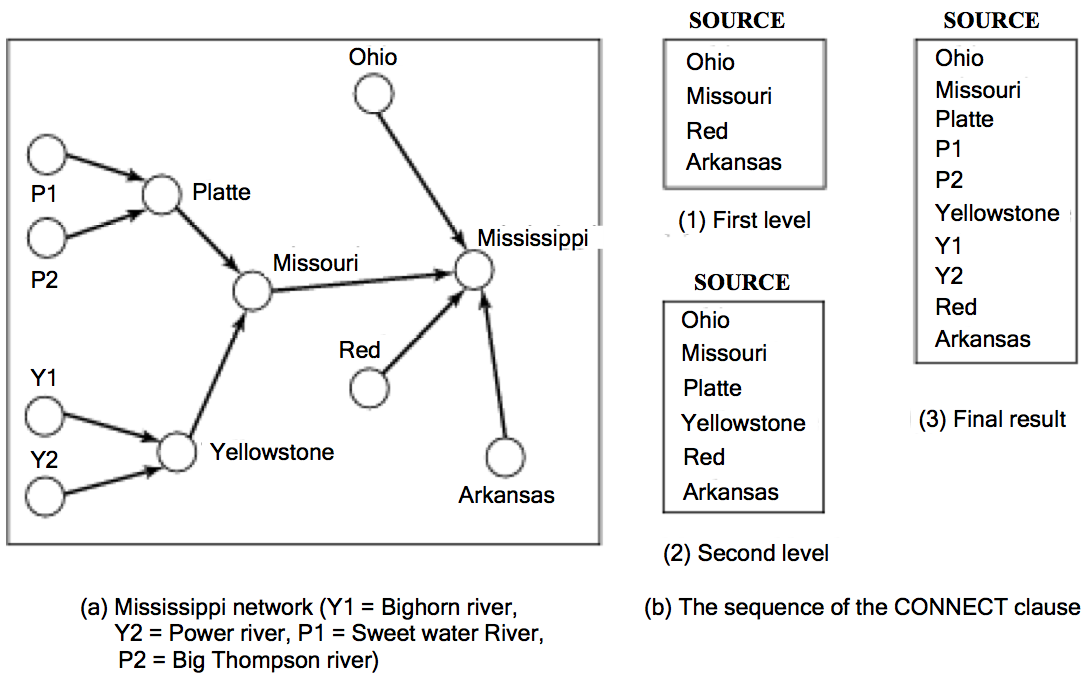 Ohio
P1
Platte
P2
Mississippi
Missouri
Red
Y1
Y2
Yellowstone
Arkansas
(a) Mississippi network (Y1 = Bighorn river,
Y2 = Power river, P1 = Sweet water River,
P2 = Big Thompson river)
SOURCE
Ohio
Missouri
Red
Arkansas
(1) First level
SOURCE
Ohio
Missouri
Platte
Yellowstone
Red
Arkansas
(2) Second level
SOURCE
Ohio
Missouri
Platte
P1
P2
Yellowstone
Y1
Y2
Red
Arkansas
(3) Final result
(b) The sequence of the CONNECT clause